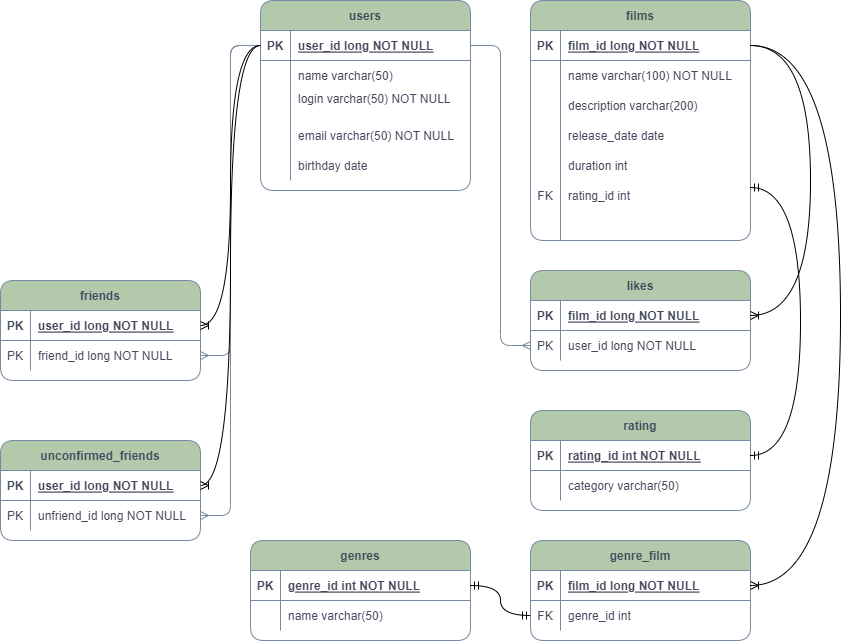 users
PK user_id long NOT NULL
name varchar(50)
login varchar(50) NOT NULL
email varchar(50) NOT NULL
birthday date
films
PK film_id long NOT NULL
name varchar(100) NOT NULL
description varchar(200)
release_date date
duration int
FK rating_id int
friends
PK user_id long NOT NULL
PK friend_id long NOT NULL
likes
PK film_id long NOT NULL
PK user_id long NOT NULL
unconfirmed_friends
PK user_id long NOT NULL
PK unfriend_id long NOT NULL
rating
PK rating_id int NOT NULL
category varchar(50)
genres
PK genre_id int NOT NULL
name varchar(50)
genre_film
PK film_id long NOT NULL
FK genre_id int